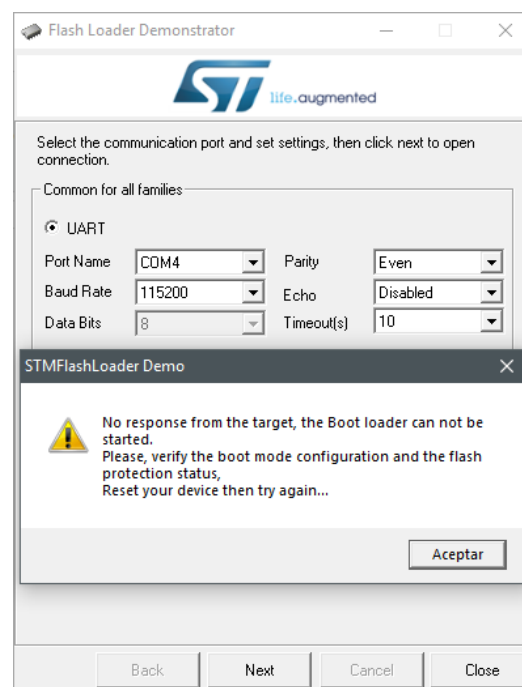 Flash Loader Demonstrator
ST life.augmented
Select the communication port and set settings, then click next to open
connection.
Common for all families
UART
Port Name COM4 Parity Even
Baud Rate 115200 Echo Disabled
Data Bits 8 Timeout(s) 10
STMFlashLoader Demo
No response from the target, the Boot loader can not be
started.
Please, verify the boot mode configuration and the flash
protection status,
Reset your device then try again...
Aceptar
Back Next Cancel Close